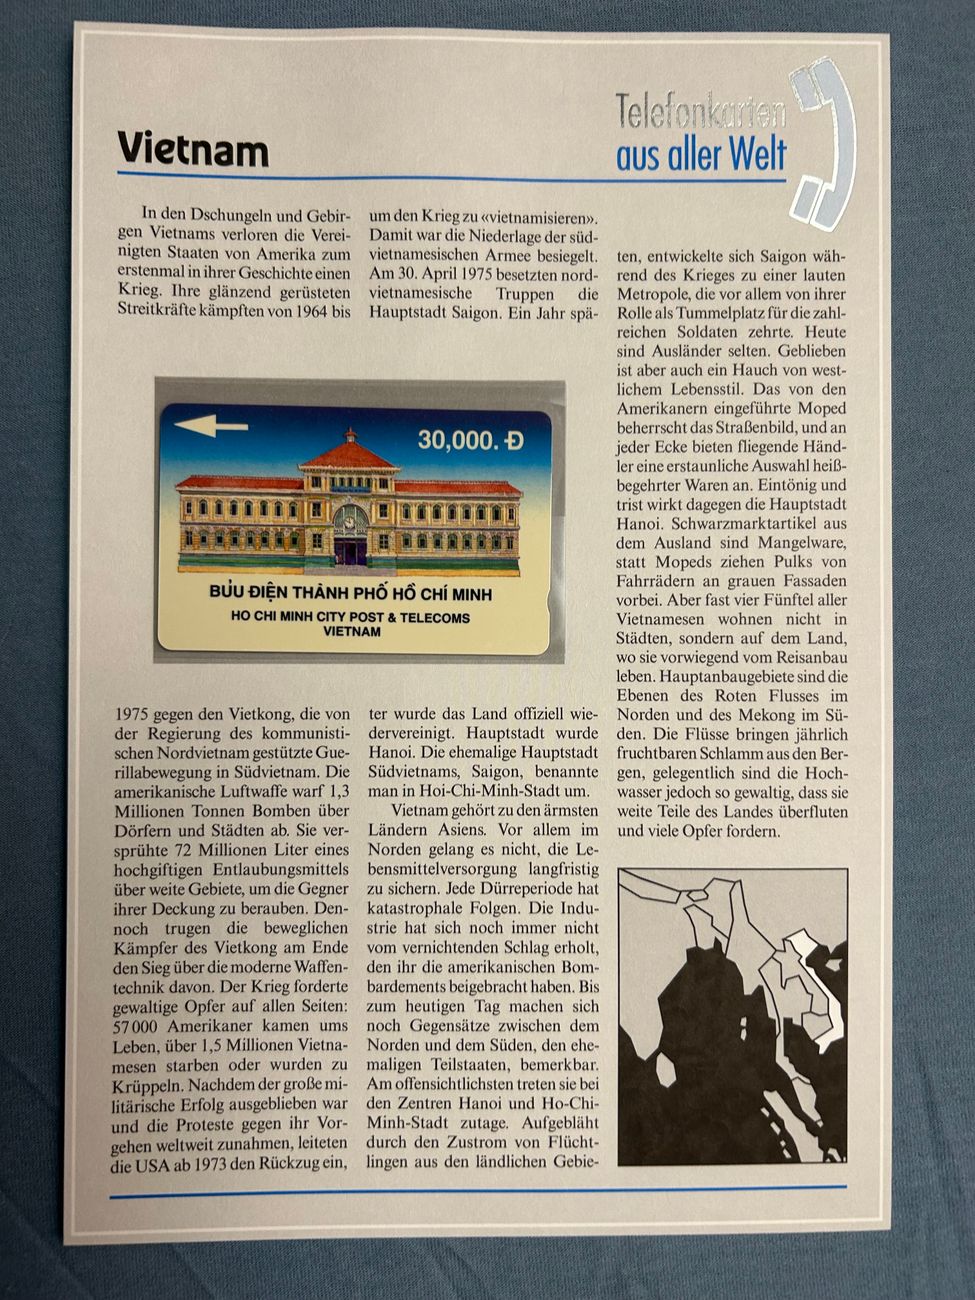 Vietnam
Telefonkarten
aus aller Welt
In den Dschungeln und Gebir-
gen Vietnams verloren die Verei-
nigten Staaten von Amerika zum
erstenmal in ihrer Geschichte einen
Krieg. Ihre glänzend gerüsteten
Streitkräfte kämpften von 1964 bis
30,000. Đ
BƯU ĐIỆN THÀNH PHỐ HỒ CHÍ MINH
HO CHI MINH CITY POST & TELECOMS
VIETNAM
1975 gegen den Vietkong, die von
der Regierung des kommunisti-
schen Nordvietnam gestützte Gue-
rillabewegung in Südvietnam. Die
amerikanische Luftwaffe warf 1,3
Millionen Tonnen Bomben über
Dörfern und Städten ab. Sie ver-
sprühte 72 Millionen Liter eines
hochgiftigen Entlaubungsmittels
über weite Gebiete, um die Gegner
ihrer Deckung zu berauben. Den-
noch trugen die beweglichen
Kämpfer des Vietkong am Ende
den Sieg über die moderne Waffen-
technik davon. Der Krieg forderte
gewaltige Opfer auf allen Seiten:
57 000 Amerikaner kamen ums
Leben, über 1,5 Millionen Vietna-
mesen starben oder wurden zu
Krüppeln. Nachdem der große mi-
litärische Erfolg ausgeblieben war
und die Proteste gegen ihr Vor-
gehen weltweit zunahmen, leiteten
die USA ab 1973 den Rückzug ein,
um den Krieg zu «vietnamisieren».
Damit war die Niederlage der süd-
vietnamesischen Armee besiegelt.
Am 30. April 1975 besetzten nord-
vietnamesische Truppen die
Hauptstadt Saigon. Ein Jahr spä-
ter wurde das Land offiziell wie-
dervereinigt. Hauptstadt wurde
Hanoi. Die ehemalige Hauptstadt
Südvietnams, Saigon, benannte
man in Hoi-Chi-Minh-Stadt um.
Vietnam gehört zu den ärmsten
Ländern Asiens. Vor allem im
Norden gelang es nicht, die Le-
bensmittelversorgung langfristig
zu sichern. Jede Dürreperiode hat
katastrophale Folgen. Die Indu-
strie hat sich noch immer nicht
vom vernichtenden Schlag erholt,
den ihr die amerikanischen Bom-
bardements beigebracht haben. Bis
zum heutigen Tag machen sich
noch Gegensätze zwischen dem
Norden und dem Süden, den ehe-
maligen Teilstaaten, bemerkbar.
Am offensichtlichsten treten sie bei
den Zentren Hanoi und Ho-Chi-
Minh-Stadt zutage. Aufgebläht
durch den Zustrom von Flücht-
lingen aus den ländlichen Gebie-
ten, entwickelte sich Saigon wäh-
rend des Krieges zu einer lauten
Metropole, die vor allem von ihrer
Rolle als Tummelplatz für die zahl-
reichen Soldaten zehrte. Heute
sind Ausländer selten. Geblieben
ist aber auch ein Hauch von west-
lichem Lebensstil. Das von den
Amerikanern eingeführte Moped
beherrscht das Straßenbild, und an
jeder Ecke bieten fliegende Händ-
ler eine erstaunliche Auswahl heiß-
begehrter Waren an. Eintönig und
trist wirkt dagegen die Hauptstadt
Hanoi. Schwarzmarktartikel aus
dem Ausland sind Mangelware,
statt Mopeds ziehen Pulks von
Fahrrädern an grauen Fassaden
vorbei. Aber fast vier Fünftel aller
Vietnamesen wohnen nicht in
Städten, sondern auf dem Land,
wo sie vorwiegend vom Reisanbau
leben. Hauptanbaugebiete sind die
Ebenen des Roten Flusses im
Norden und des Mekong im Sü-
den. Die Flüsse bringen jährlich
fruchtbaren Schlamm aus den Ber-
gen, gelegentlich sind die Hoch-
wasser jedoch so gewaltig, dass sie
weite Teile des Landes überfluten
und viele Opfer fordern.